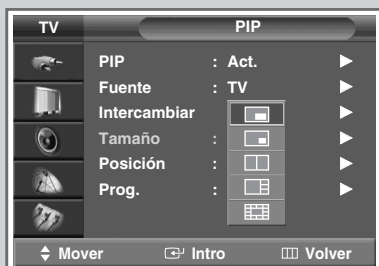 TV PIP
PIP : Act.
Fuente : TV
Intercambiar
Tamaño :
Posición :
Prog. :
Mover Intro Volver